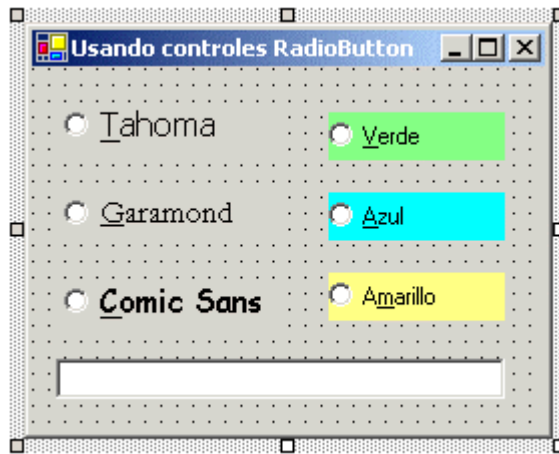 Usando controles RadioButton
Tahoma
Verde
Garamond
Azul
Comic Sans
Amarillo